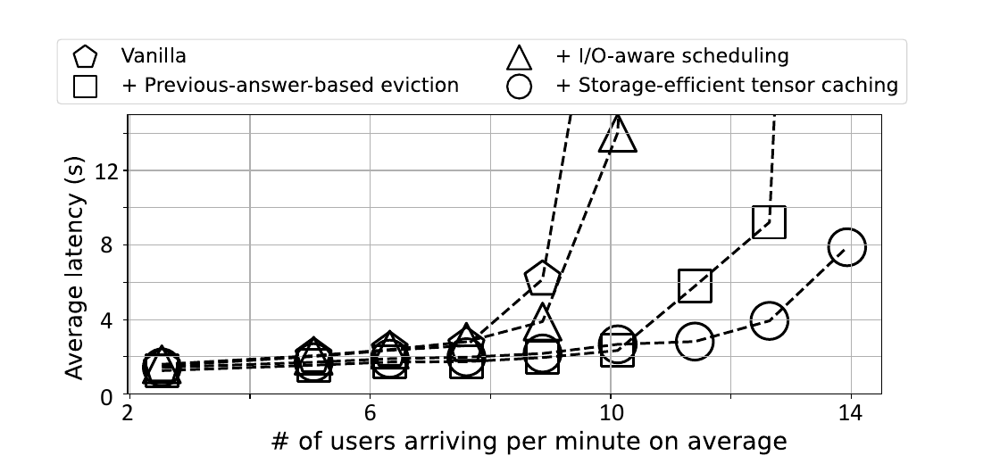 Vanilla
+ I/O-aware scheduling
+ Previous-answer-based eviction
+ Storage-efficient tensor caching
Average latency (s)
12
8
4
0
2 6 10 14
# of users arriving per minute on average